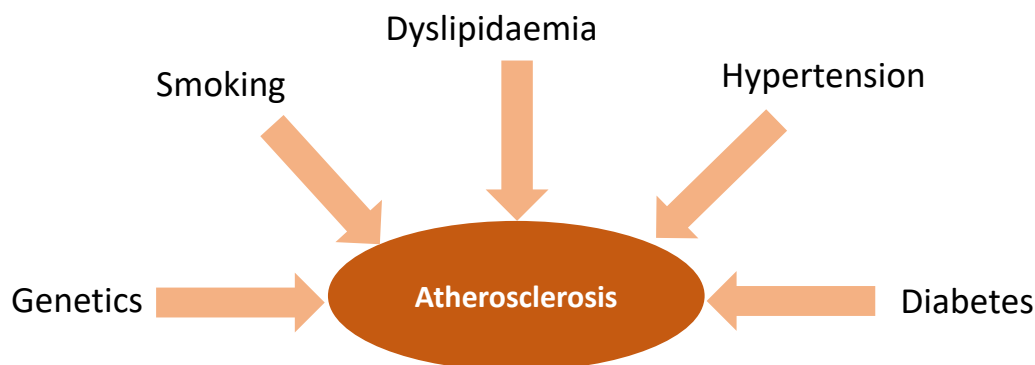 Dyslipidaemia
Smoking
Hypertension
Genetics
Atherosclerosis
Diabetes